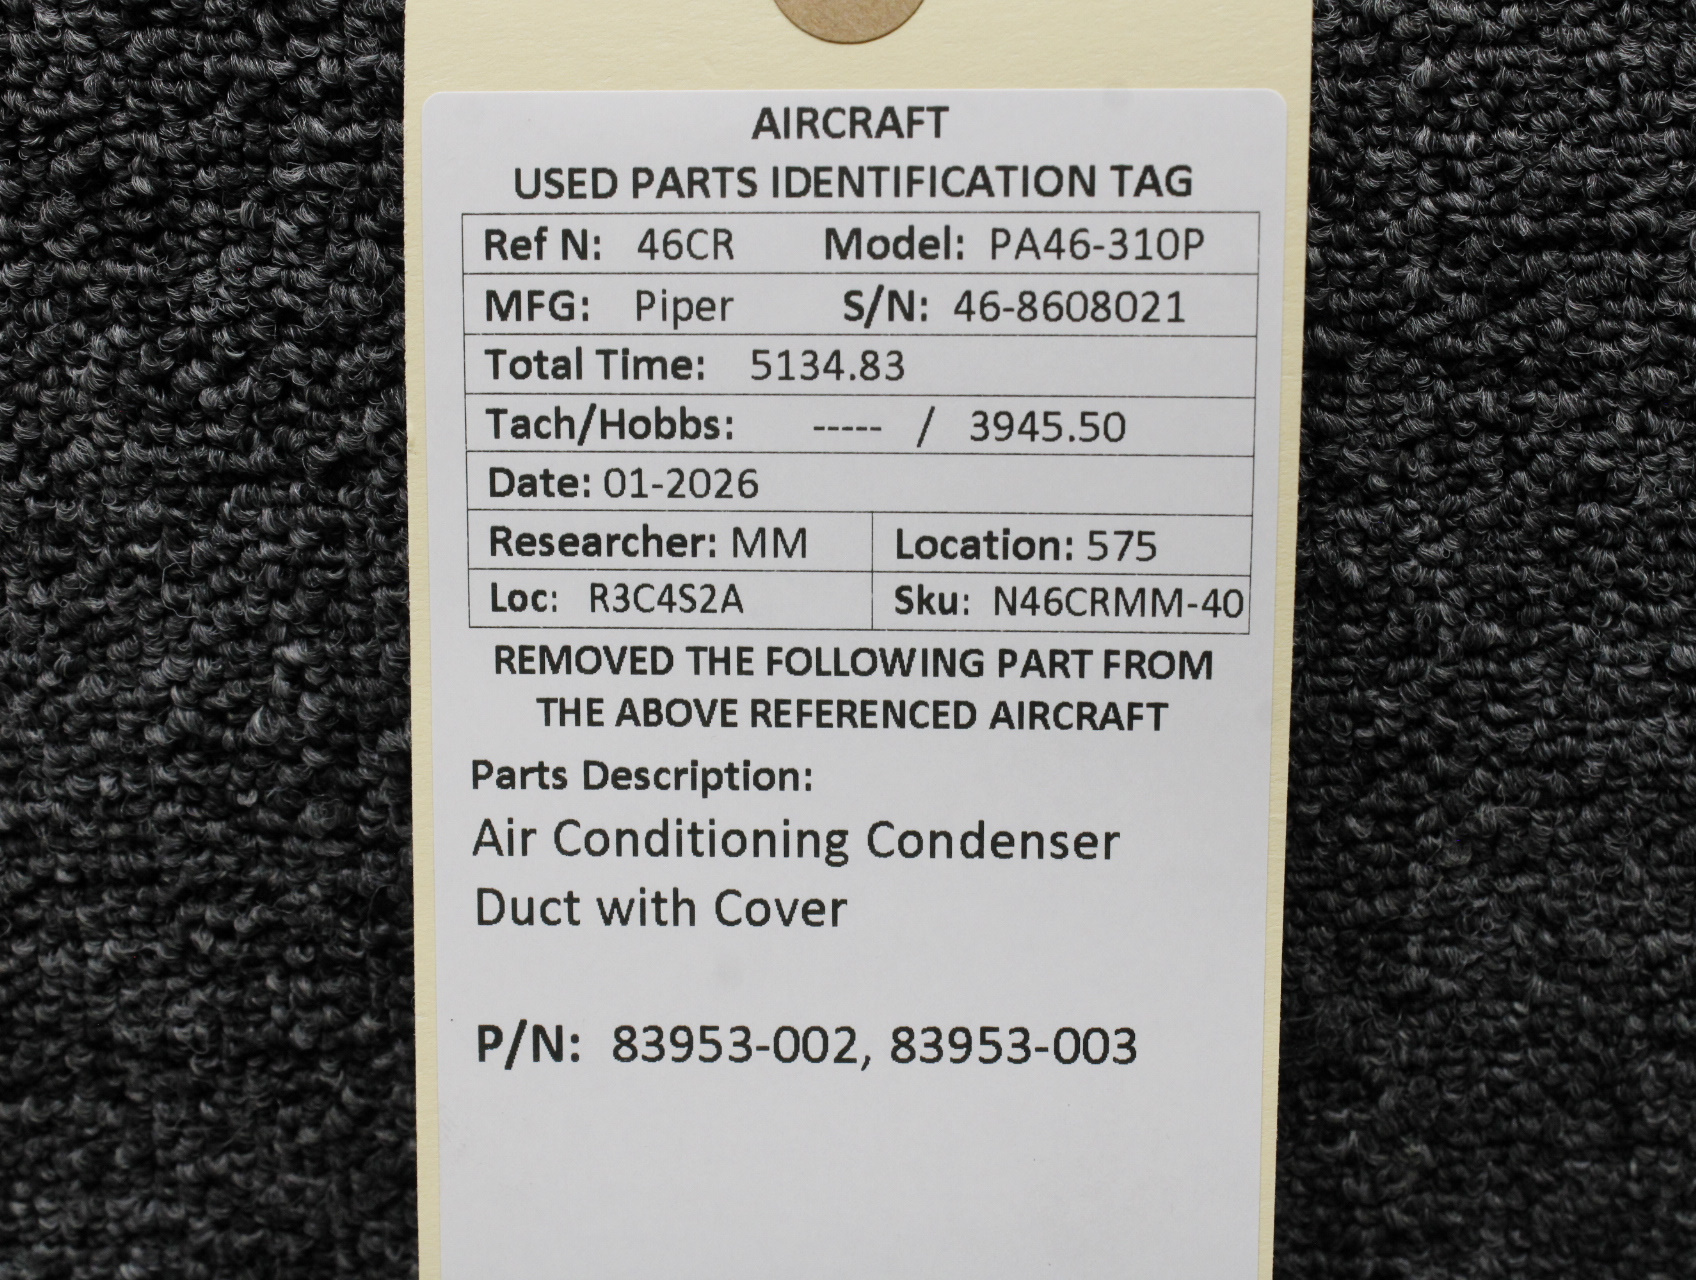 AIRCRAFT
USED PARTS IDENTIFICATION TAG
Ref N: 46CR Model: PA46-310P
MFG: Piper S/N: 46-8608021
Total Time: 5134.83
Tach/Hobbs: ----- / 3945.50
Date: 01-2026
Researcher: MM Location: 575
Loc: R3C4S2A Sku: N46CRMM-40
REMOVED THE FOLLOWING PART FROM
THE ABOVE REFERENCED AIRCRAFT
Parts Description:
Air Conditioning Condenser
Duct with Cover
P/N: 83953-002, 83953-003